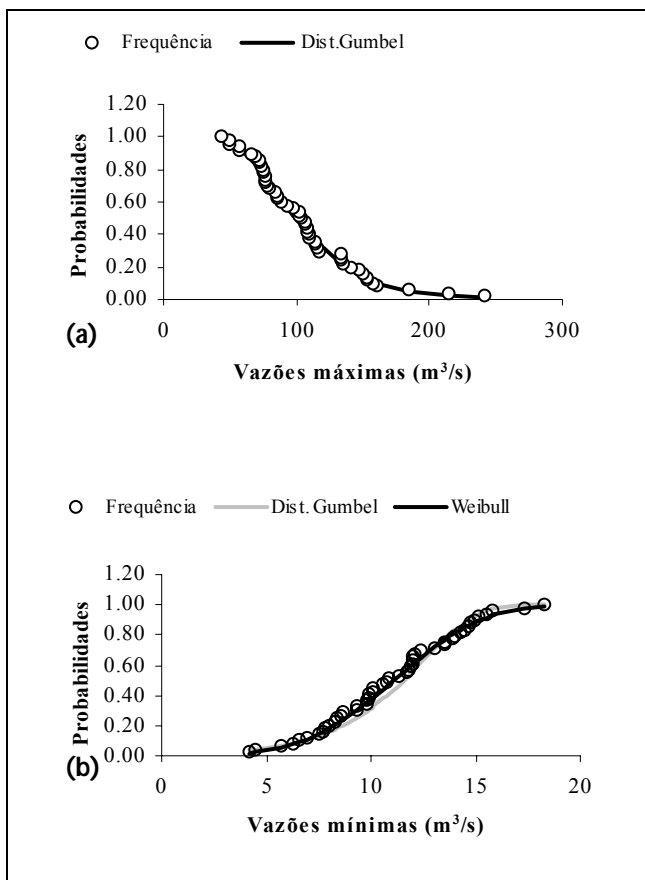 Frequência Dist.Gumbel
1.20
1.00
0.80
0.60
0.40
0.20
0.00
Probabilidades
0 100 200 300
(a)
Vazões máximas (m³/s)
Frequência Dist. Gumbel Weibull
1.20
1.00
0.80
0.60
0.40
0.20
0.00
Probabilidades
5 10 15 20
(b)
Vazões mínimas (m³/s)